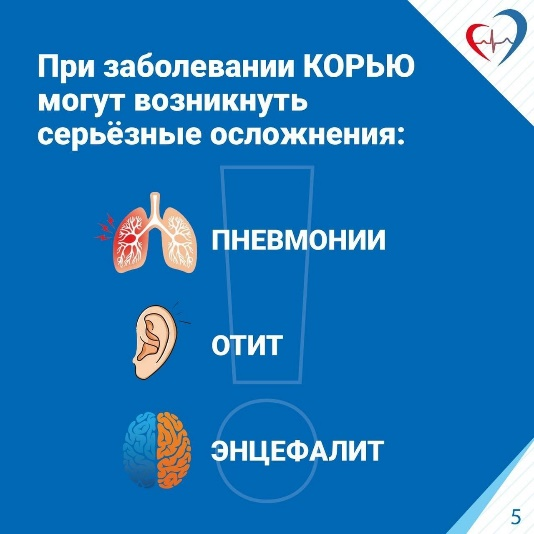 При заболевании КОРЬЮ
могут возникнуть
серьёзные осложнения:
ПНЕВМОНИИ
ОТИТ
ЭНЦЕФАЛИТ
5